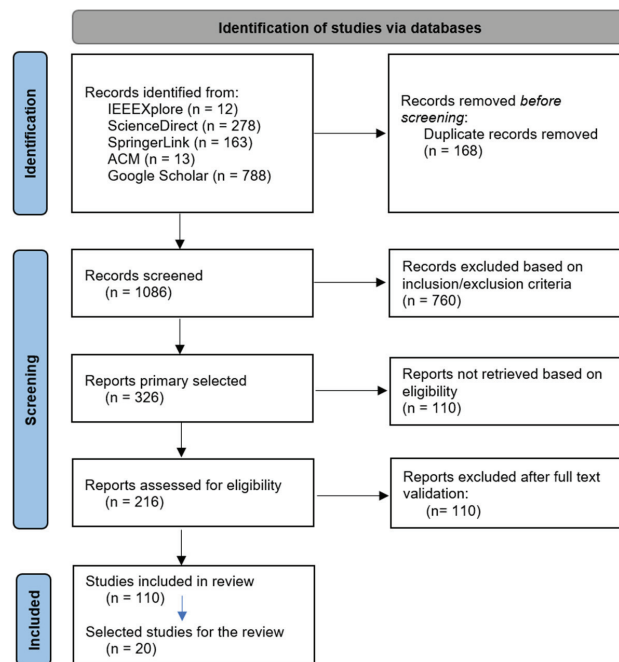 Identification of studies via databases
Identification
Records identified from:
IEEEXplore (n = 12)
ScienceDirect (n = 278)
SpringerLink (n = 163)
ACM (n = 13)
Google Scholar (n = 788)
Records removed before
screening:
Duplicate records removed
(n = 168)
Screening
Records screened
(n = 1086)
Records excluded based on
inclusion/exclusion criteria
(n = 760)
Reports primary selected
(n = 326)
Reports not retrieved based on
eligibility
(n = 110)
Reports assessed for eligibility
(n = 216)
Reports excluded after full text
validation:
(n= 110)
Included
Studies included in review
(n = 110)
Selected studies for the review
(n = 20)